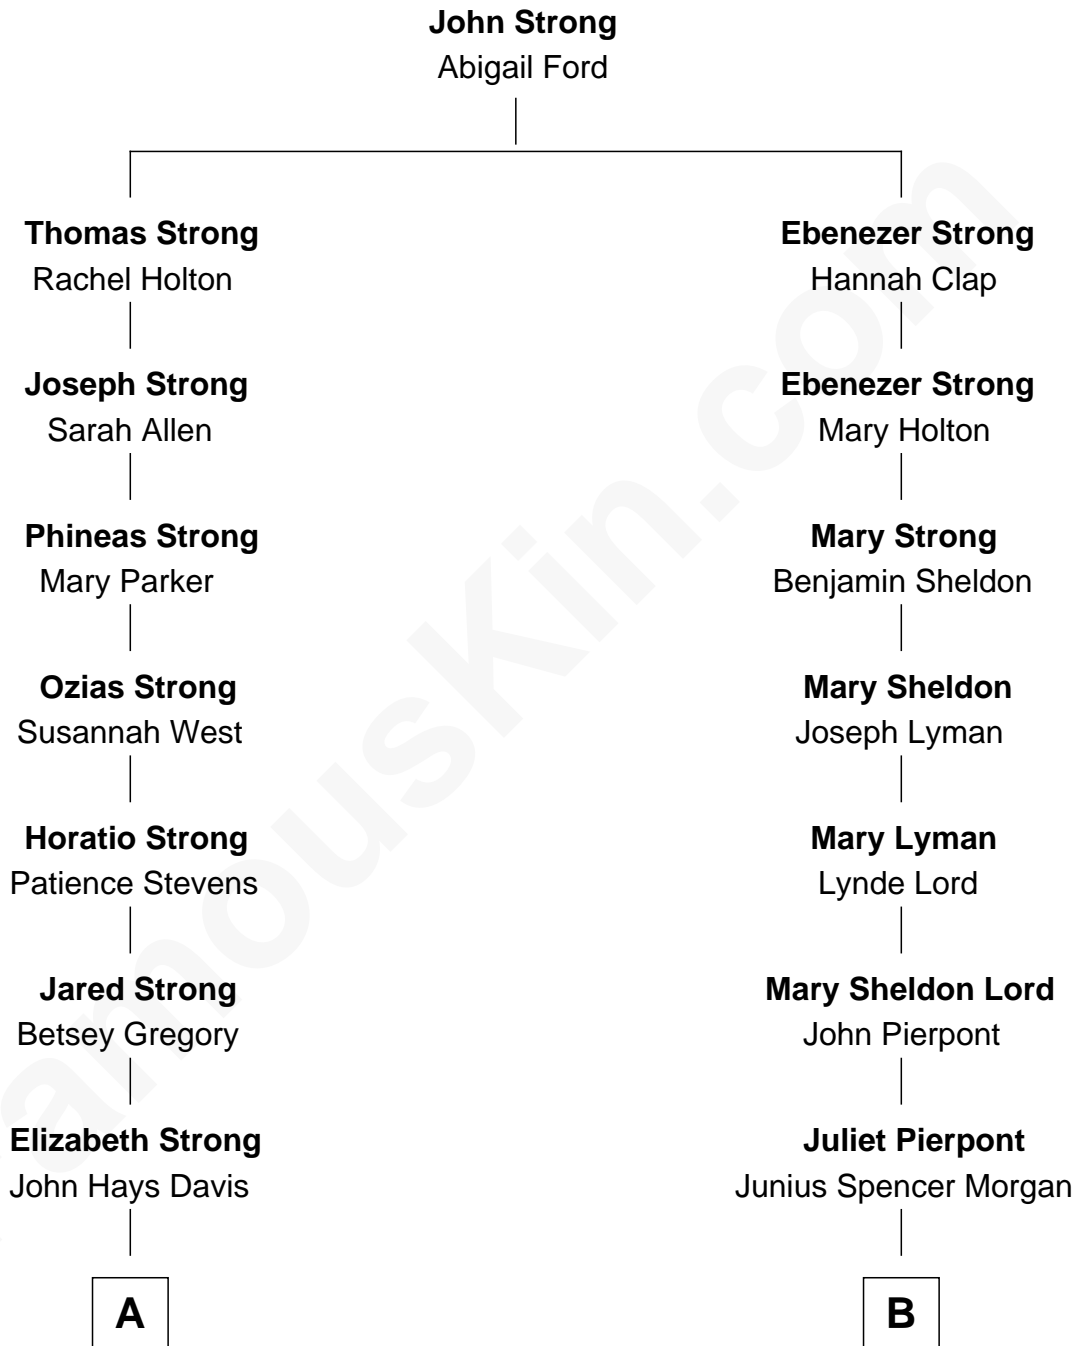 John Strong
Abigail Ford
Thomas Strong
Rachel Holton
Joseph Strong
Sarah Allen
Phineas Strong
Mary Parker
Ozias Strong
Susannah West
Horatio Strong
Patience Stevens
Jared Strong
Betsey Gregory
Elizabeth Strong
John Hays Davis
A
Ebenezer Strong
Hannah Clap
Ebenezer Strong
Mary Holton
Mary Strong
Benjamin Sheldon
Mary Sheldon
Joseph Lyman
Mary Lyman
Lynde Lord
Mary Sheldon Lord
John Pierpont
Juliet Pierpont
Junius Spencer Morgan
B
amouskin.com